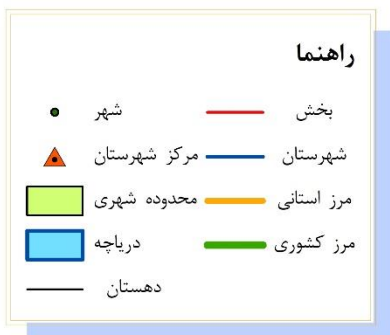 راهنما
بخش شهر
شهرستان مرکز شهرستان
مرز استانی محدوده شهری
مرز کشوری دریاچه
دهستان